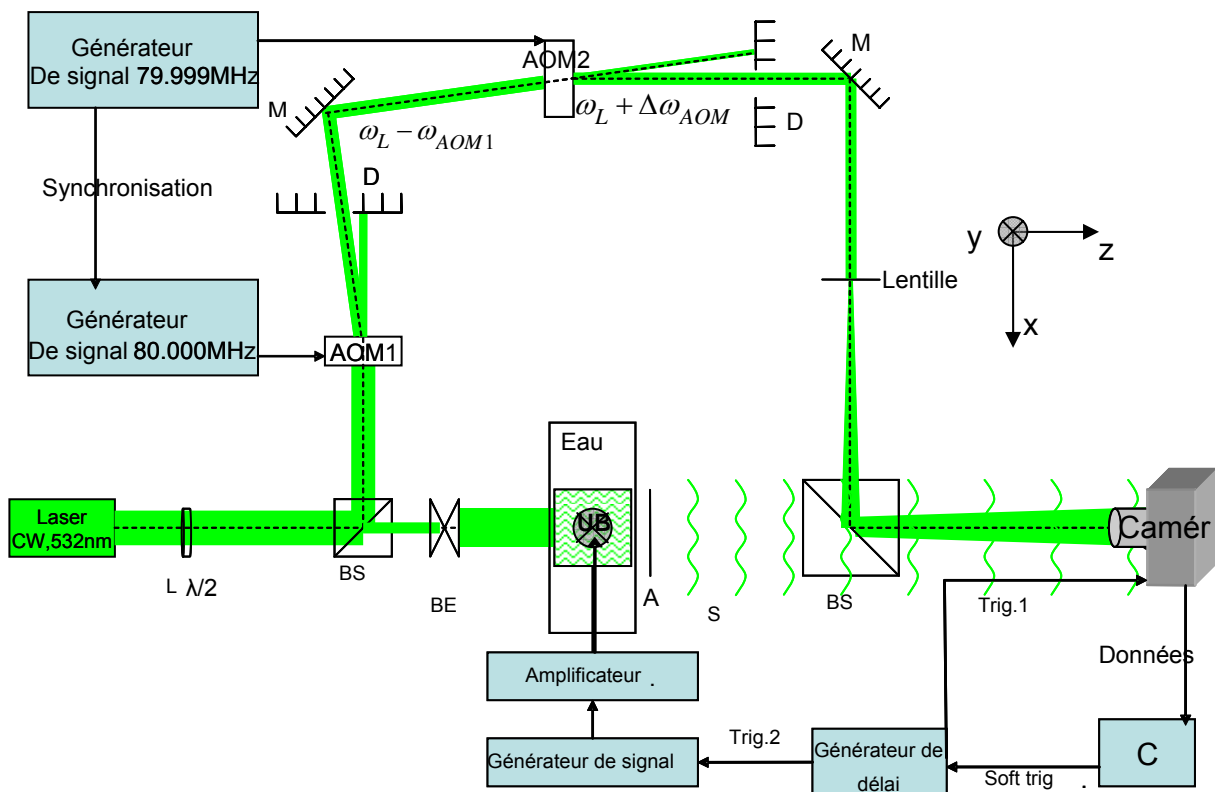 Générateur
De signal 79.999MHz
AOM2
M
M
ω_L − ω_AOM1
ω_L + Δω_AOM
D
Synchronisation
D
y
z
x
Lentille
Générateur
De signal 80.000MHz
AOM1
Eau
Laser
CW,532nm
UB
Camér
L λ/2
BS
BE
A
S
BS
Trig.1
Données
Amplificateur .
Générateur de signal
Trig.2
Générateur de
délai
Soft trig .
C